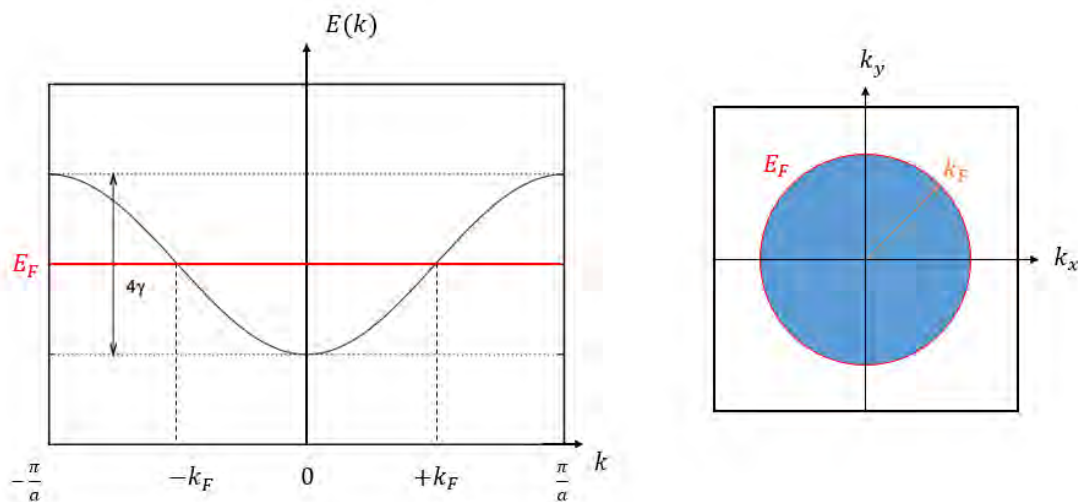 E(k)
E_F
4γ
-π/a
-k_F
0
+k_F
π/a
k
k_y
E_F
k_F
k_x